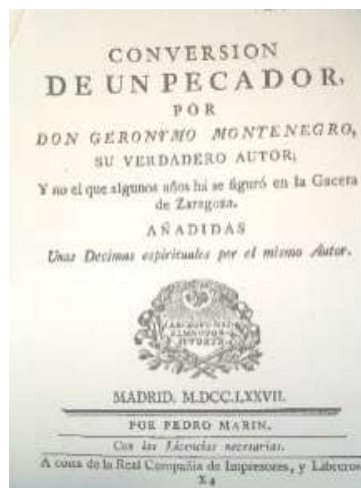 CONVERSION
DE UN PECADOR,
POR
DON GERONYMO MONTENEGRO,
SU VERDADERO AUTOR;
Y no el que algunos años há se figuró en la Gaceta
de Zaragoza.
AÑADIDAS
Unas Decimas espirituales por el mismo Autor.
MADRID. M.DCC.LXXVII.
POR PEDRO MARIN.
Con las Licencias necesarias.
A costa de la Real Compañia de Impresores, y Libreros